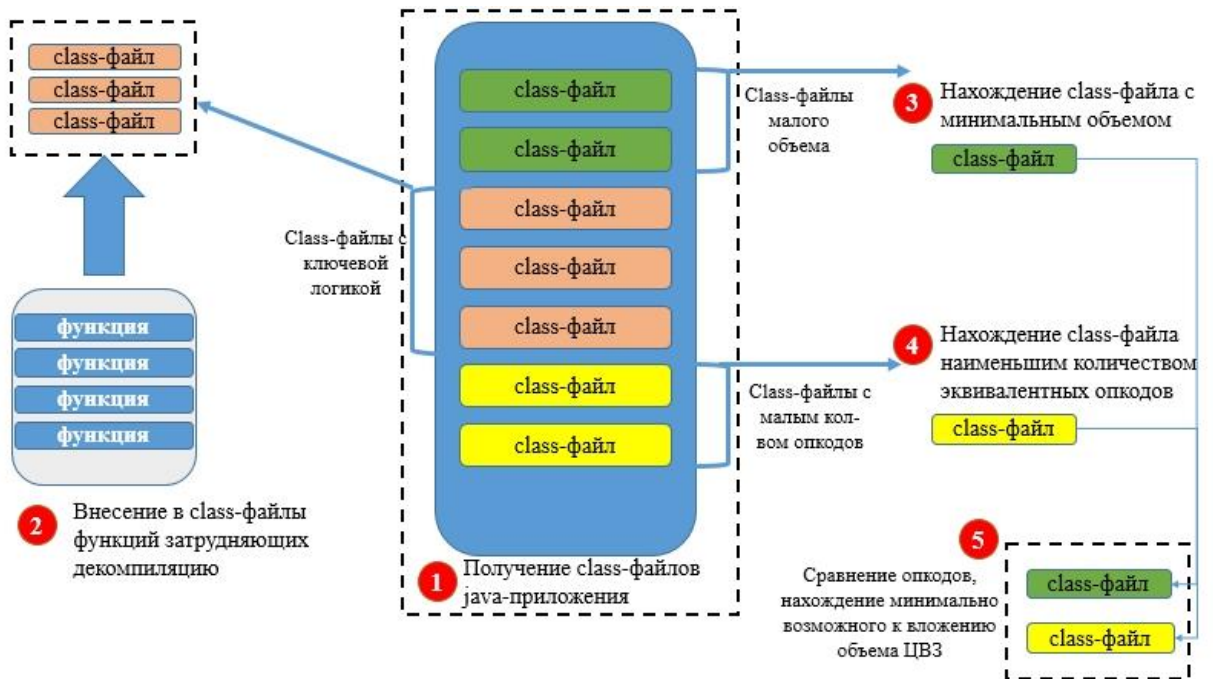 class-файл
class-файл
class-файл
функция
функция
функция
функция
2
Внесение в class-файлы
функций затрудняющих
декомпиляцию
Class-файлы с
ключевой
логикой
class-файл
class-файл
class-файл
class-файл
class-файл
class-файл
class-файл
1
Получение class-файлов
java-приложения
Class-файлы
малого
объема
3
Нахождение class-файла с
минимальным объемом
class-файл
Class-файлы с
малым кол-
вом опкодов
4
Нахождение class-файла
наименьшим количеством
эквивалентных опкодов
class-файл
5
Сравнение опкодов,
нахождение минимально
возможного к вложению
объема ЦВЗ
class-файл
class-файл